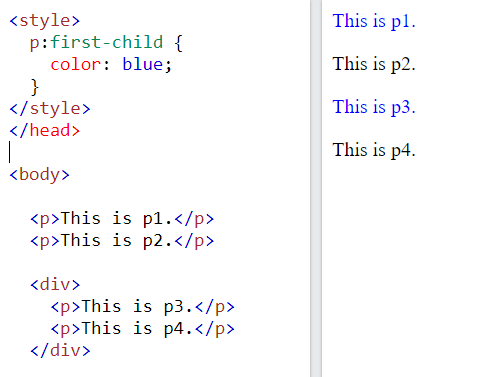 <style>
  p:first-child {
    color: blue;
  }
</style>
</head>
<body>
  <p>This is p1.</p>
  <p>This is p2.</p>
  <div>
    <p>This is p3.</p>
    <p>This is p4.</p>
  </div>
This is p1.
This is p2.
This is p3.
This is p4.